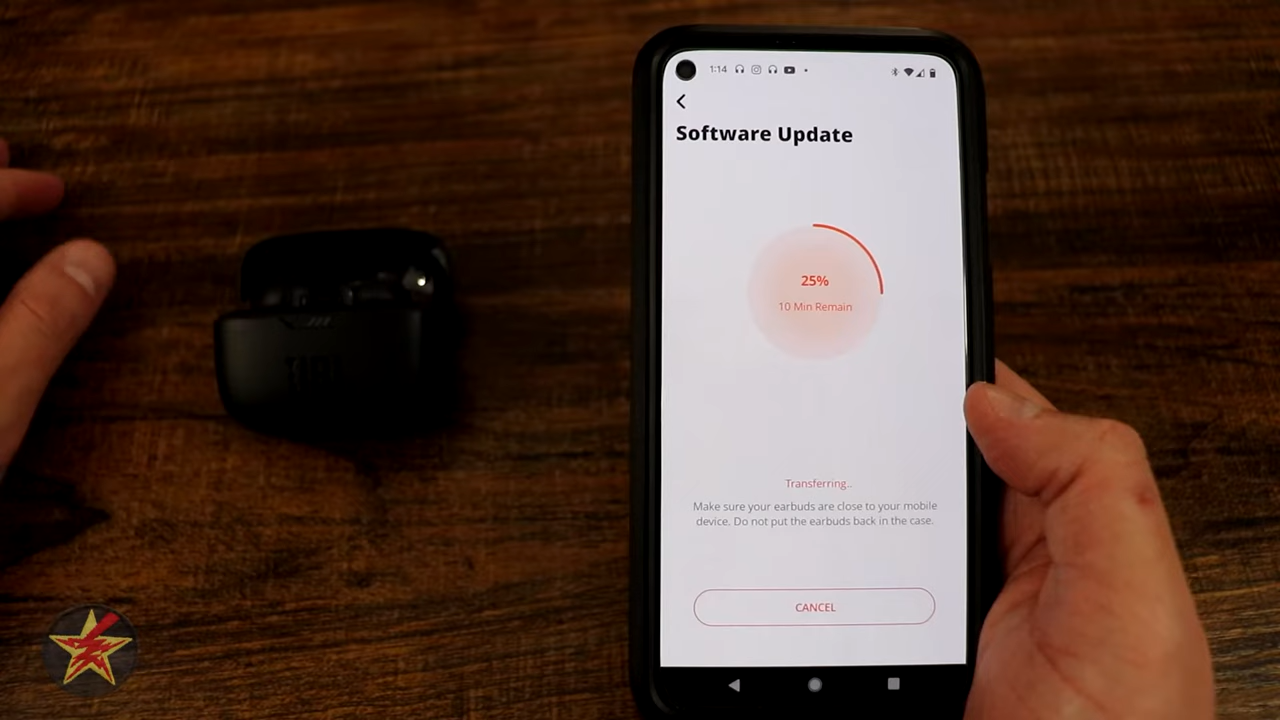 1:14
Software Update
25%
10 Min Remain
Transferring..
Make sure your earbuds are close to your mobile
device. Do not put the earbuds back in the case.
CANCEL